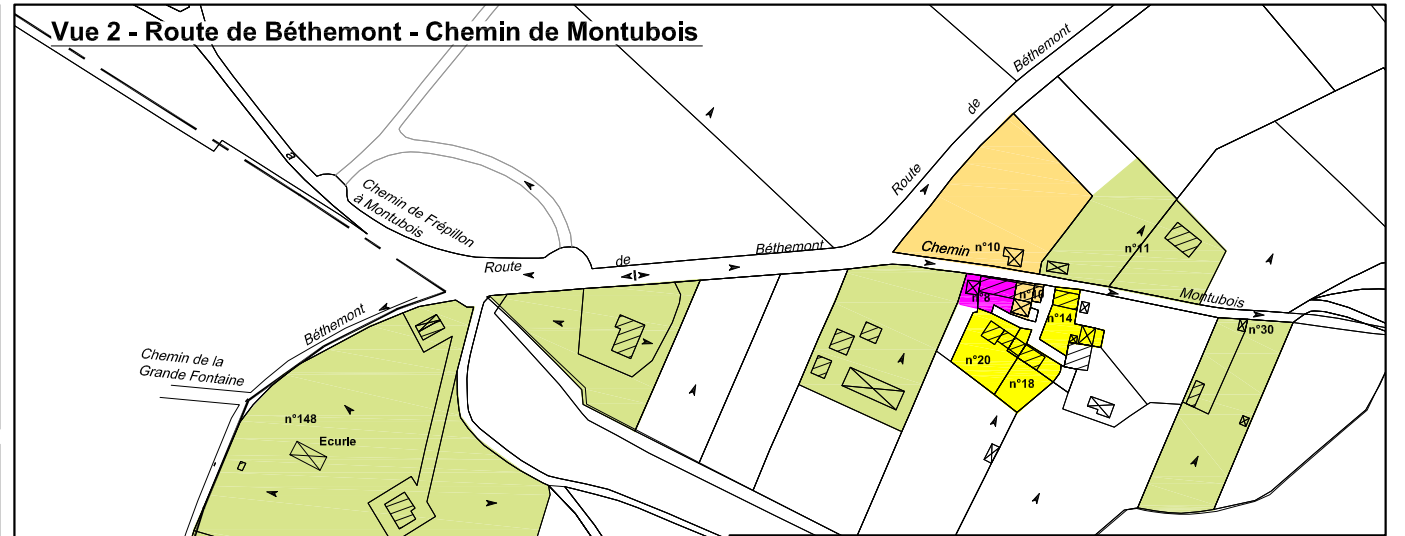 Vue 2 - Route de Béthemont - Chemin de Montubois
Béthemont
de
Route
Chemin de Frépillon
à Montubois
Route
de
Béthemont
Chemin
n°10
n°11
Montubois
n°8
n°14
n°30
n°20
n°18
Béthemont
Chemin de la
Grande Fontaine
n°148
Ecurie